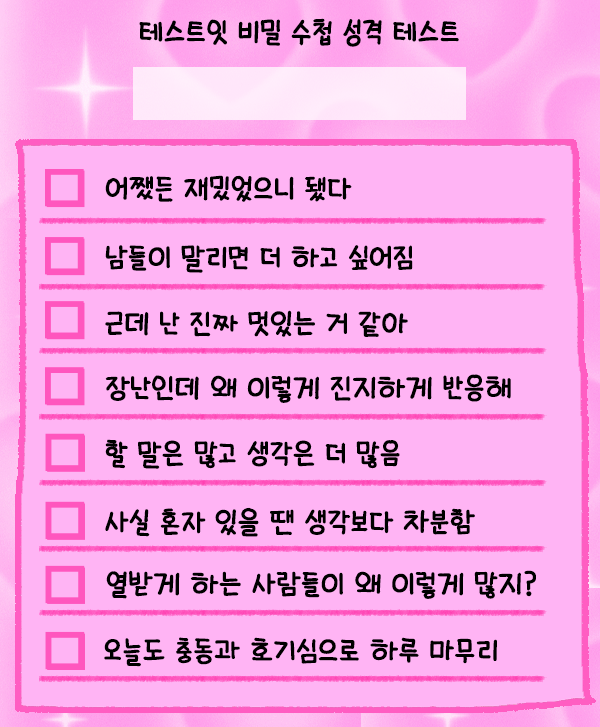 테스트잇 비밀 수첩 성격 테스트
어쨌든 재밌었으니 됐다
남들이 말리면 더 하고 싶어짐
근데 난 진짜 멋있는 거 같아
장난인데 왜 이렇게 진지하게 반응해
할 말은 많고 생각은 더 많음
사실 혼자 있을 땐 생각보다 차분함
열받게 하는 사람들이 왜 이렇게 많지?
오늘도 충동과 호기심으로 하루 마무리